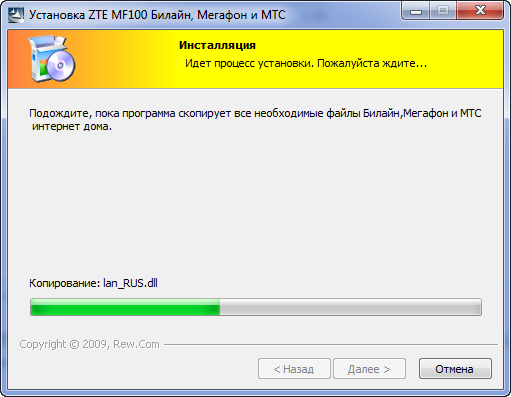 Установка ZTE MF100 Билайн, Мегафон и МТС
Инсталляция
Идет процесс установки. Пожалуйста ждите...
Подождите, пока программа скопирует все необходимые файлы Билайн,Мегафон и МТС
интернет дома.
Копирование: lan_RUS.dll
Copyright © 2009, Rew.Com
< Назад
Далее >
Отмена